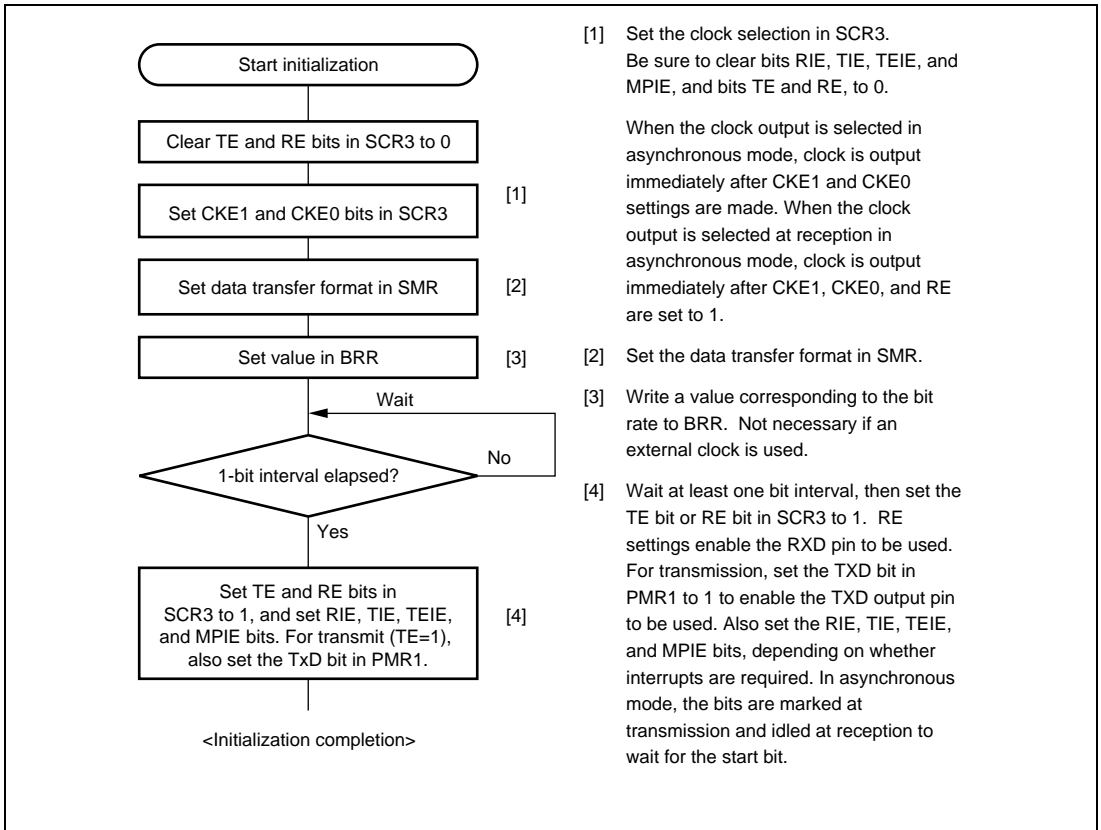 Start initialization
Clear TE and RE bits in SCR3 to 0
Set CKE1 and CKE0 bits in SCR3
[1]
Set data transfer format in SMR
[2]
Set value in BRR
[3]
Wait
1-bit interval elapsed?
No
Yes
Set TE and RE bits in
SCR3 to 1, and set RIE, TIE, TEIE,
and MPIE bits. For transmit (TE=1),
also set the TxD bit in PMR1.
[4]
<Initialization completion>
[1] Set the clock selection in SCR3.
Be sure to clear bits RIE, TIE, TEIE, and
MPIE, and bits TE and RE, to 0.
When the clock output is selected in
asynchronous mode, clock is output
immediately after CKE1 and CKE0
settings are made. When the clock
output is selected at reception in
asynchronous mode, clock is output
immediately after CKE1, CKE0, and RE
are set to 1.
[2] Set the data transfer format in SMR.
[3] Write a value corresponding to the bit
rate to BRR. Not necessary if an
external clock is used.
[4] Wait at least one bit interval, then set the
TE bit or RE bit in SCR3 to 1. RE
settings enable the RXD pin to be used.
For transmission, set the TXD bit in
PMR1 to 1 to enable the TXD output pin
to be used. Also set the RIE, TIE, TEIE,
and MPIE bits, depending on whether
interrupts are required. In asynchronous
mode, the bits are marked at
transmission and idled at reception to
wait for the start bit.